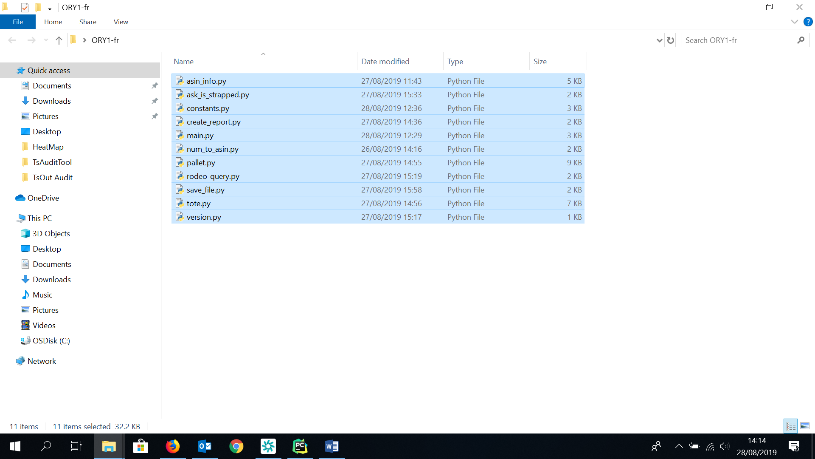 ORY1-fr
File Home Share View
ORY1-fr Search ORY1-fr
Name Date modified Type Size
Quick access
Documents
Downloads
Pictures
Desktop
HeatMap
TsAuditTool
TsOut Audit
OneDrive
This PC
3D Objects
Desktop
Documents
Downloads
Music
Pictures
Videos
OSDisk (C:)
Network
asin_info.py 27/08/2019 11:43 Python File 5 KB
ask_is_strapped.py 27/08/2019 15:33 Python File 2 KB
constants.py 28/08/2019 12:36 Python File 3 KB
create_report.py 27/08/2019 14:36 Python File 2 KB
main.py 28/08/2019 12:29 Python File 3 KB
num_to_asin.py 26/08/2019 14:16 Python File 2 KB
pallet.py 27/08/2019 14:55 Python File 9 KB
rodeo_query.py 27/08/2019 15:19 Python File 2 KB
save_file.py 27/08/2019 15:58 Python File 2 KB
tote.py 27/08/2019 14:56 Python File 7 KB
version.py 27/08/2019 15:17 Python File 1 KB
11 items 11 items selected 32.2 KB
14:14
28/08/2019